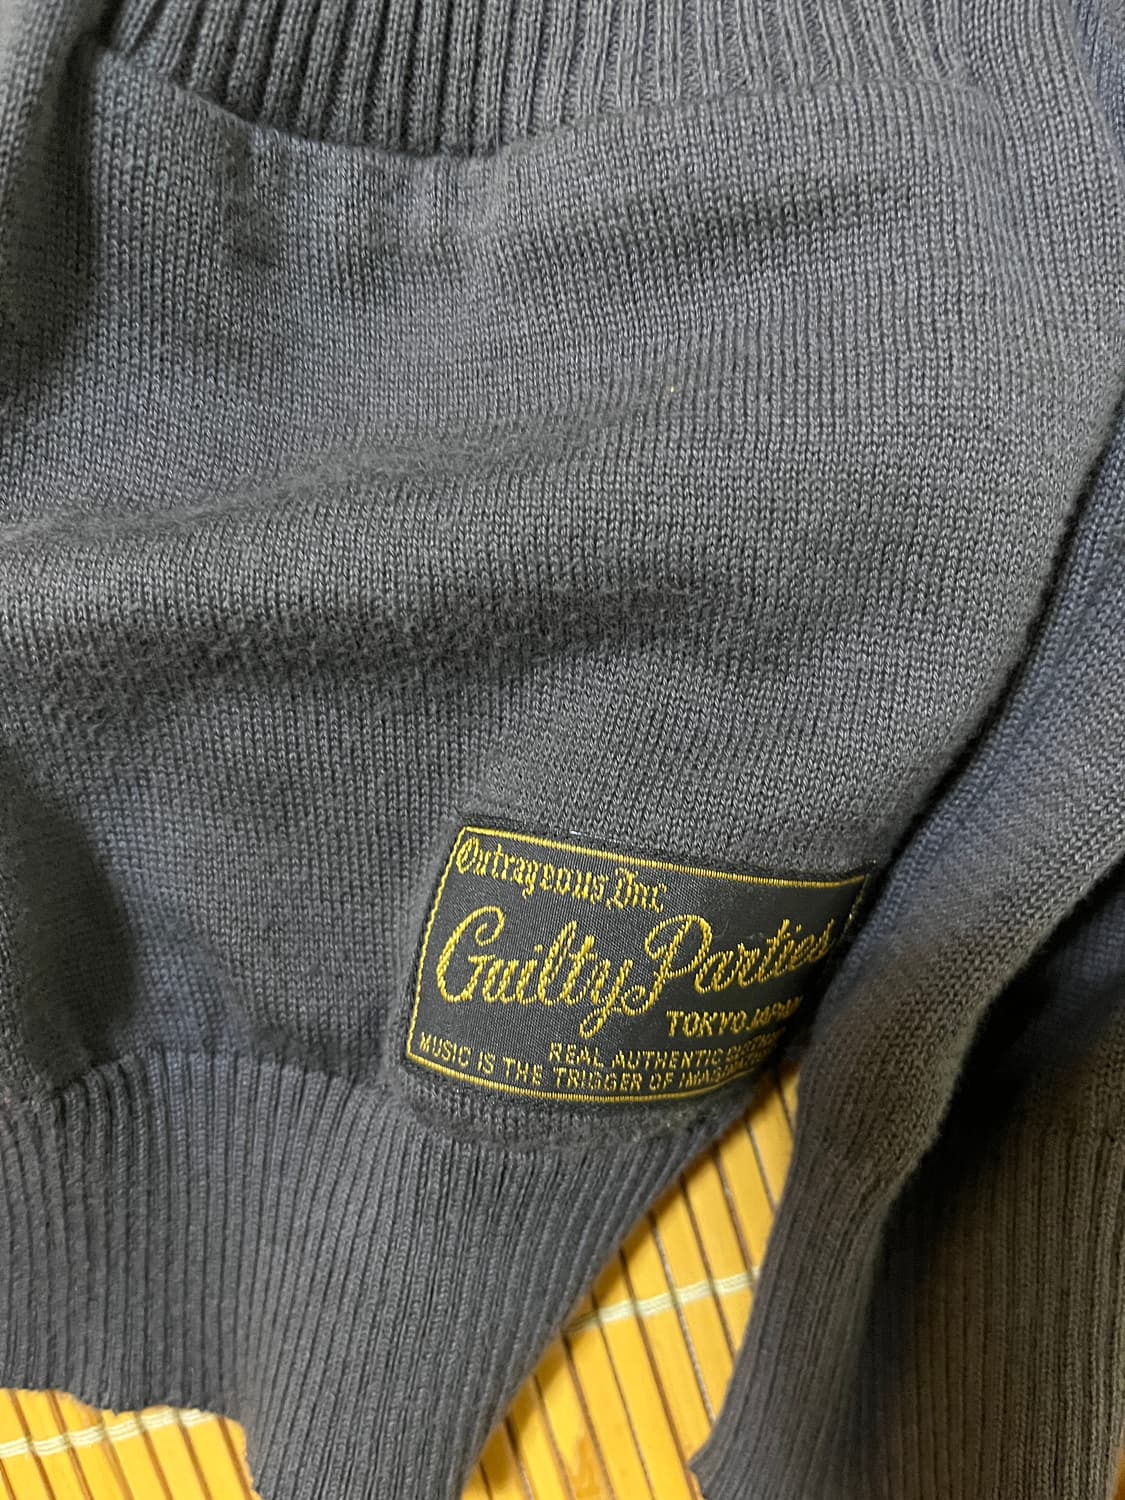 Outrageous Inc
Guilty Parties
TOKYO JAPAN
REAL AUTHENTIC
MUSIC IS THE TRIGGER OF